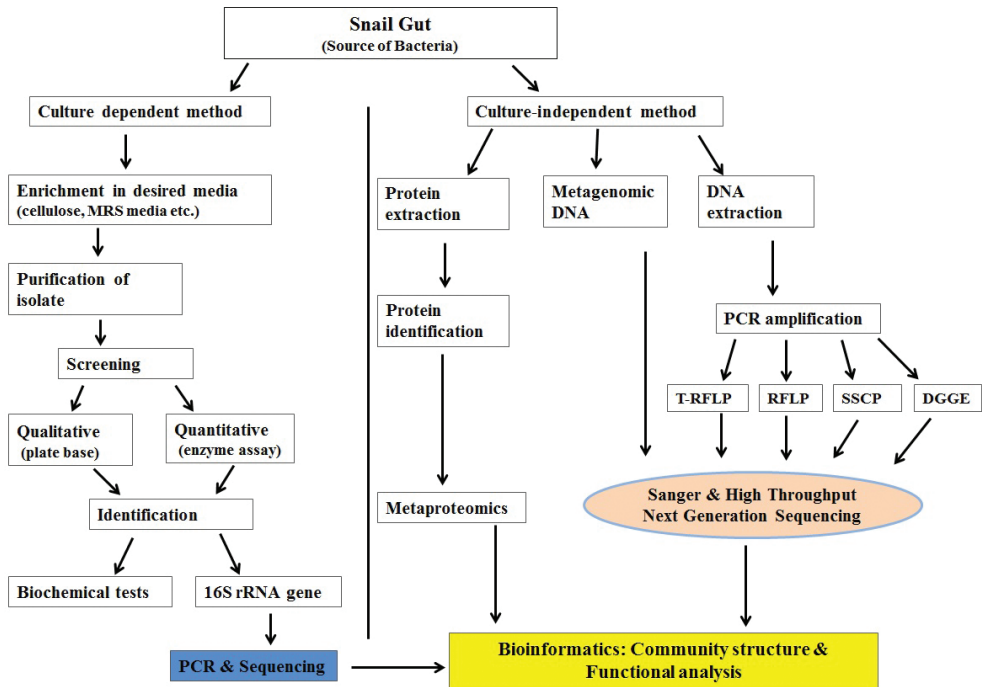 Snail Gut
(Source of Bacteria)
Culture dependent method
Enrichment in desired media
(cellulose, MRS media etc.)
Purification of
isolate
Screening
Qualitative
(plate base)
Quantitative
(enzyme assay)
Identification
Biochemical tests
16S rRNA gene
PCR & Sequencing
Culture-independent method
Protein
extraction
Metagenomic
DNA
DNA
extraction
Protein
identification
PCR amplification
T-RFLP
RFLP
SSCP
DGGE
Metaproteomics
Sanger & High Throughput
Next Generation Sequencing
Bioinformatics: Community structure &
Functional analysis